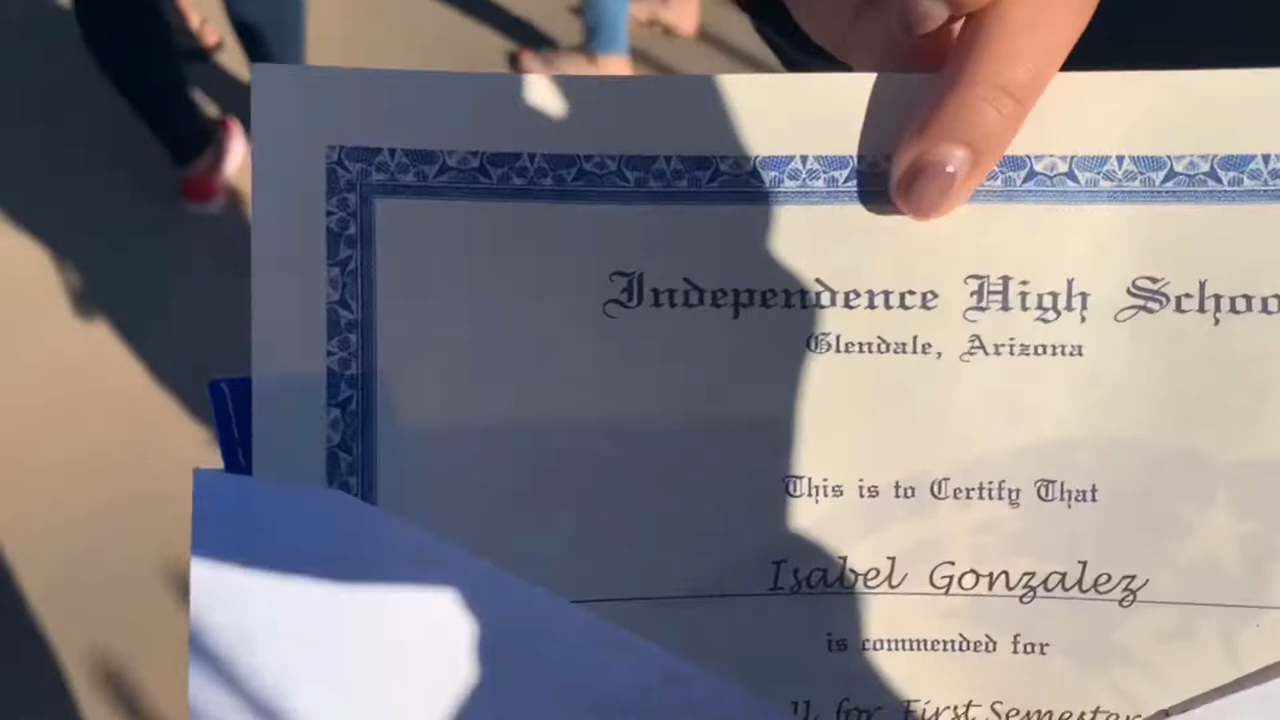 Independence High Schoo
Glendale, Arizona
This is to Certify That
Isabel Gonzalez
is commended for
for First Semester